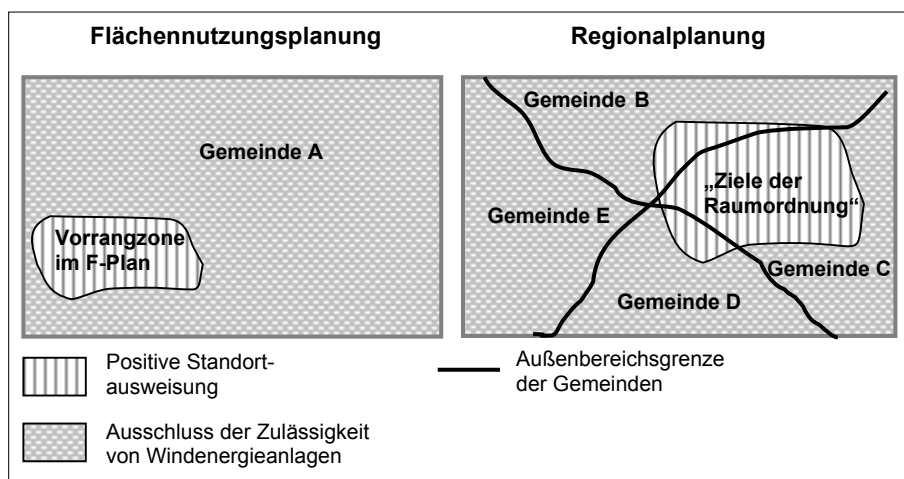 Flächennutzungsplanung
Regionalplanung
Gemeinde A
Vorrangzone
im F-Plan
Gemeinde B
„Ziele der
Raumordnung“
Gemeinde E
Gemeinde C
Gemeinde D
Positive Standort-
ausweisung
Außenbereichsgrenze
der Gemeinden
Ausschluss der Zulässigkeit
von Windenergieanlagen